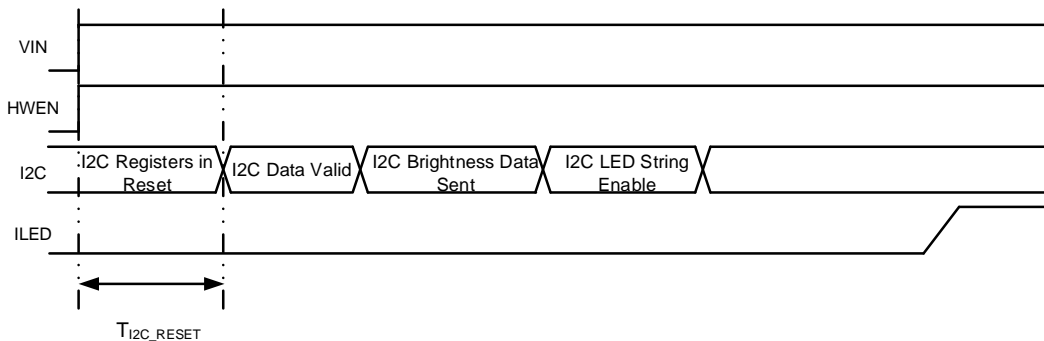 VIN
HWEN
I2C
I2C Registers in
Reset
I2C Data Valid
I2C Brightness Data
Sent
I2C LED String
Enable
ILED
TI2C_RESET